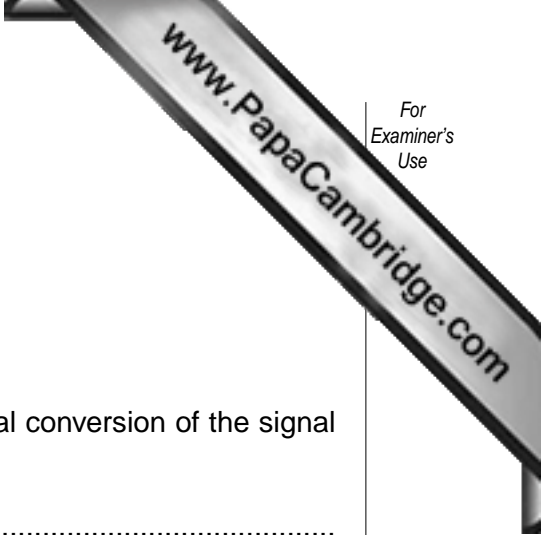 www.PapaCambridge.com
For
Examiner's
Use
al conversion of the signal